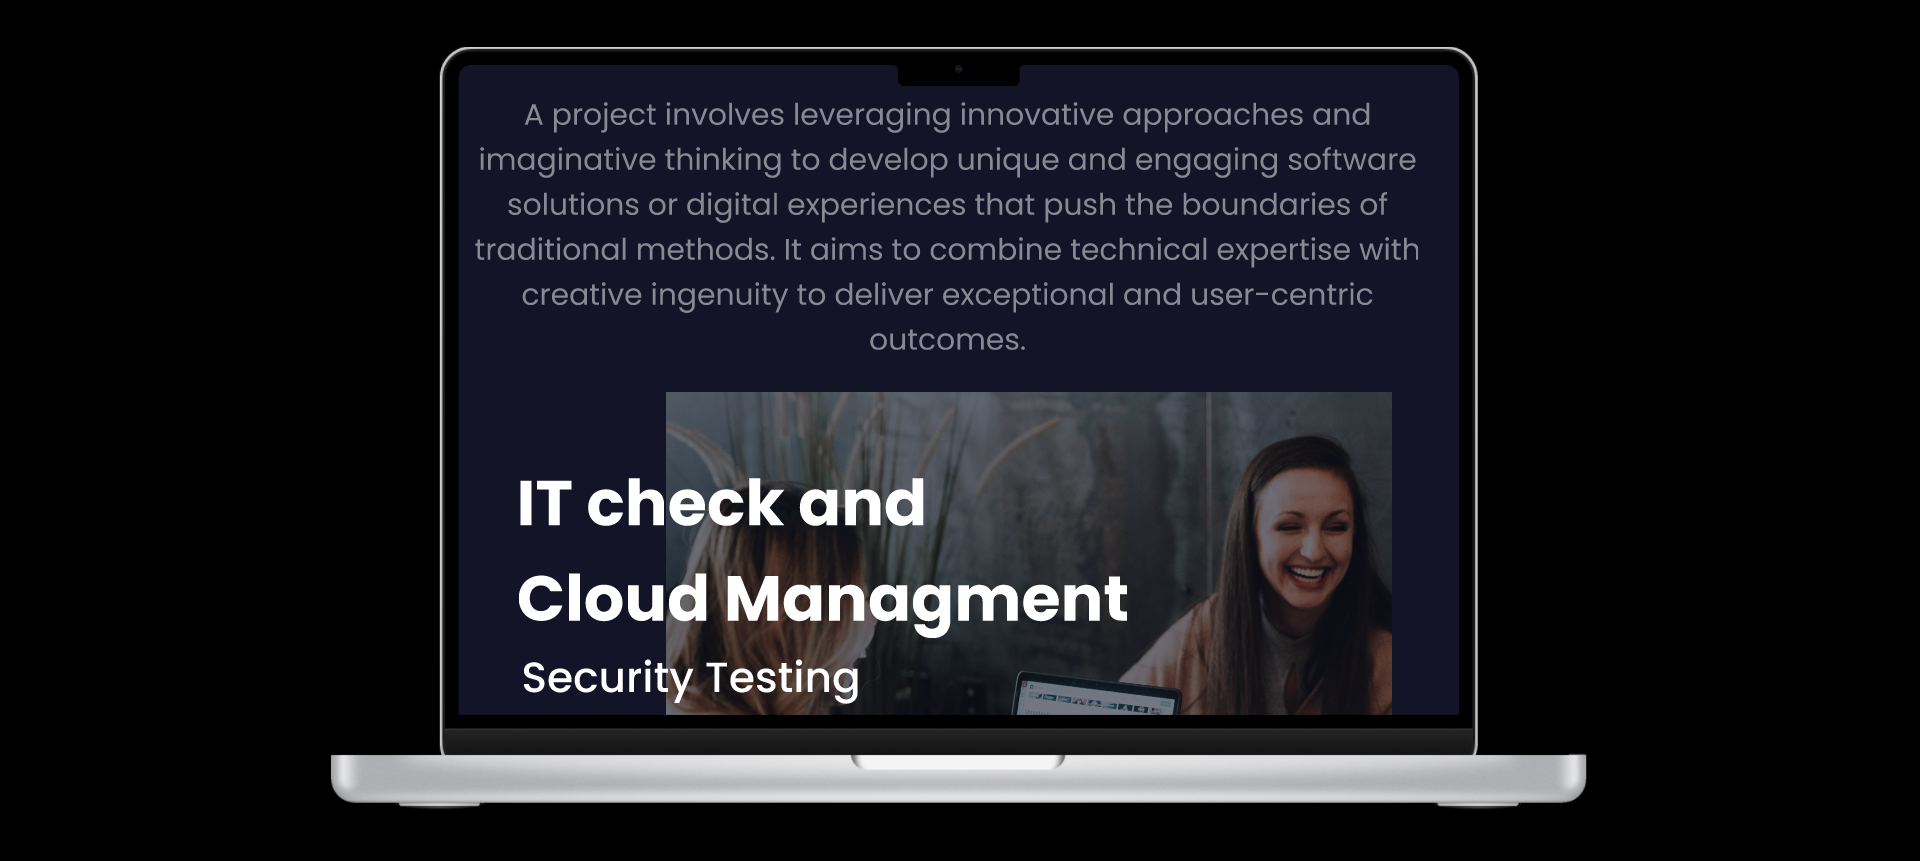 A project involves leveraging innovative approaches and
imaginative thinking to develop unique and engaging software
solutions or digital experiences that push the boundaries of
traditional methods. It aims to combine technical expertise with
creative ingenuity to deliver exceptional and user-centric
outcomes.
IT check and
Cloud Managment
Security Testing